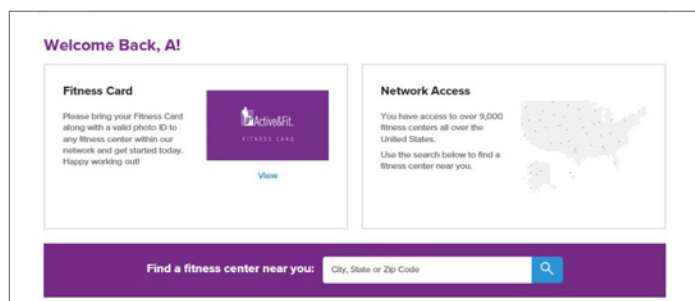 Welcome Back, A!
Fitness Card
Please bring your Fitness Card
along with a valid photo ID to
any fitness center within our
network and get started today.
Happy working out!
Active&Fit.
FITNESS CARD
View
Network Access
You have access to over 9,000
fitness centers all over the
United States.
Use the search below to find a
fitness center near you.
Find a fitness center near you:
City, State or Zip Code